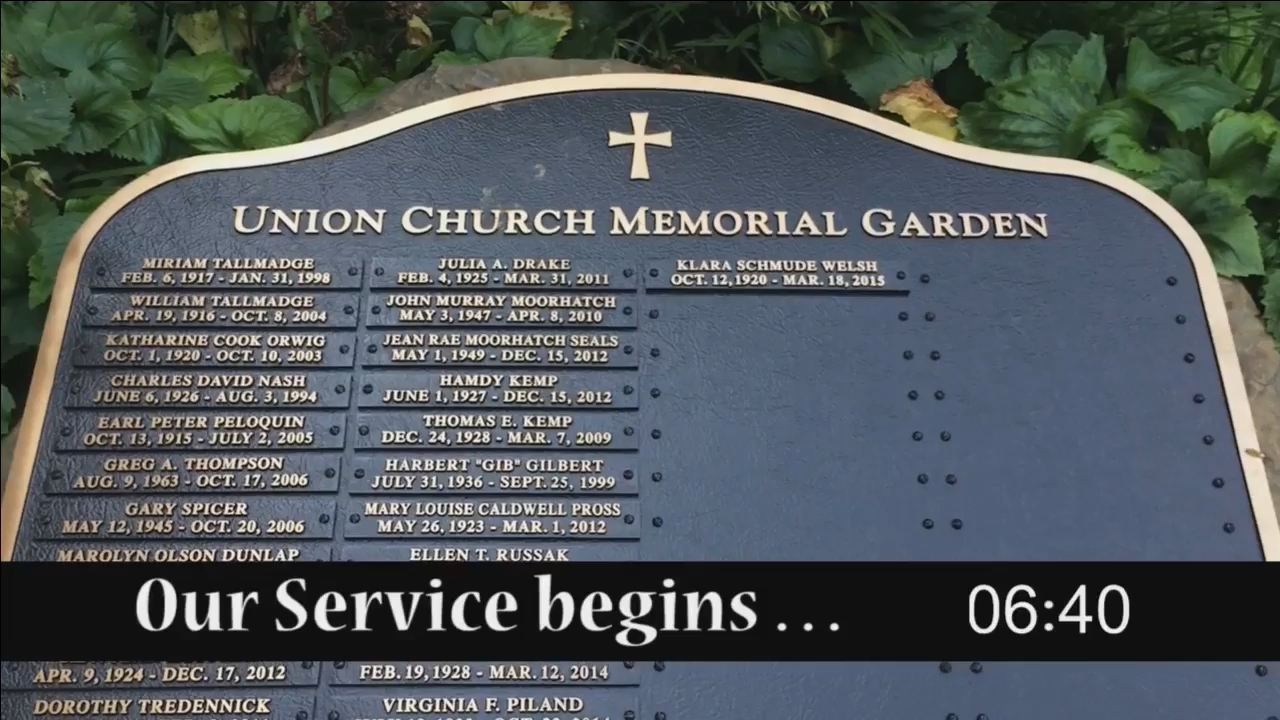 UNION CHURCH MEMORIAL GARDEN
MIRIAM TALLMADGE
FEB. 6, 1917 - JAN. 31, 1998
WILLIAM TALLMADGE
APR. 19, 1916 - OCT. 8, 2004
KATHARINE COOK ORWIG
OCT. 1, 1920 - OCT. 10, 2003
CHARLES DAVID NASH
JUNE 6, 1926 - AUG. 3, 1994
EARL PETER PELOQUIN
OCT. 13, 1915 - JULY 2, 2005
GREG A. THOMPSON
AUG. 9, 1963 - OCT. 17, 2006
GARY SPICER
MAY 12, 1945 - OCT. 20, 2006
MAROLYN OLSON DUNLAP
APR. 9, 1924 - DEC. 17, 2012
DOROTHY TREDENNICK
JULIA A. DRAKE
FEB. 4, 1925 - MAR. 31, 2011
JOHN MURRAY MOORHATCH
MAY 3, 1947 - APR. 8, 2010
JEAN RAE MOORHATCH SEALS
MAY 1, 1949 - DEC. 15, 2012
HAMDY KEMP
JUNE 1, 1927 - DEC. 15, 2012
THOMAS E. KEMP
DEC. 24, 1928 - MAR. 7, 2009
HARBERT "GIB" GILBERT
JULY 31, 1936 - SEPT. 25, 1999
MARY LOUISE CALDWELL PROSS
MAY 26, 1923 - MAR. 1, 2012
ELLEN T. RUSSAK
FEB. 19, 1928 - MAR. 12, 2014
VIRGINIA F. PILAND
KLARA SCHMUDE WELSH
OCT. 12, 1920 - MAR. 18, 2015
Our Service begins ... 06:40